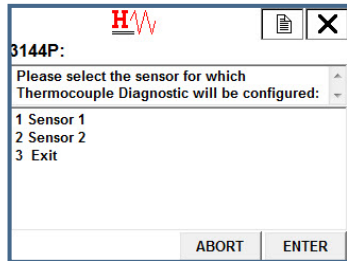 H
3144P:
Please select the sensor for which
Thermocouple Diagnostic will be configured:
1 Sensor 1
2 Sensor 2
3 Exit
ABORT ENTER